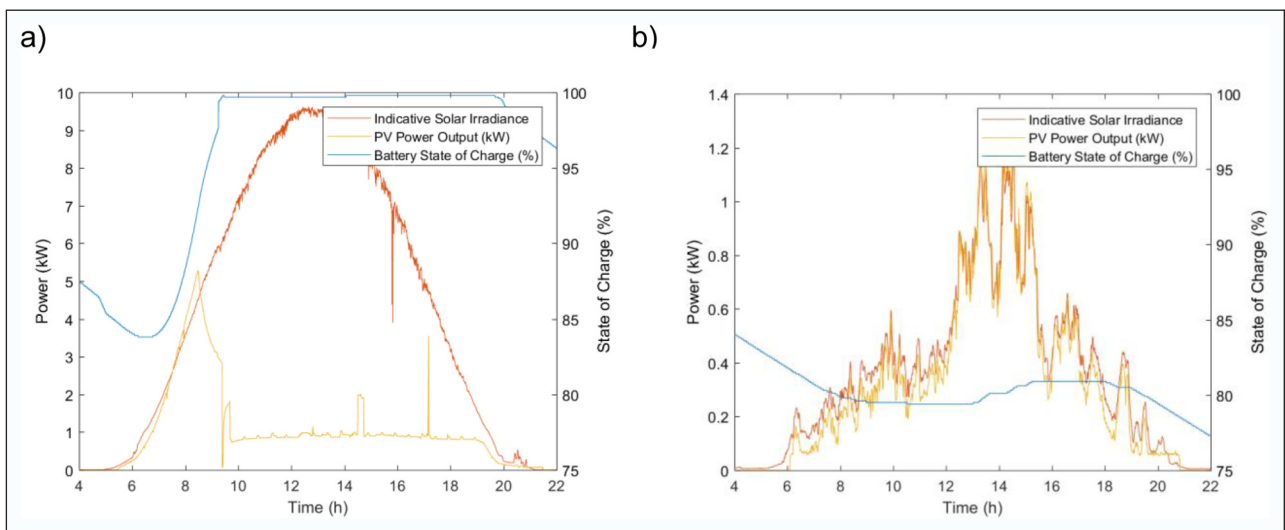 a)
10
9
8
7
6
5
4
3
2
1
0
Power (kW)
4 6 8 10 12 14 16 18 20 22
Time (h)
100
95
90
85
80
75
State of Charge (%)
Indicative Solar Irradiance
PV Power Output (kW)
Battery State of Charge (%)
b)
1.4
1.2
1
0.8
0.6
0.4
0.2
0
Power (kW)
4 6 8 10 12 14 16 18 20 22
Time (h)
100
95
90
85
80
75
State of Charge (%)
Indicative Solar Irradiance
PV Power Output (kW)
Battery State of Charge (%)